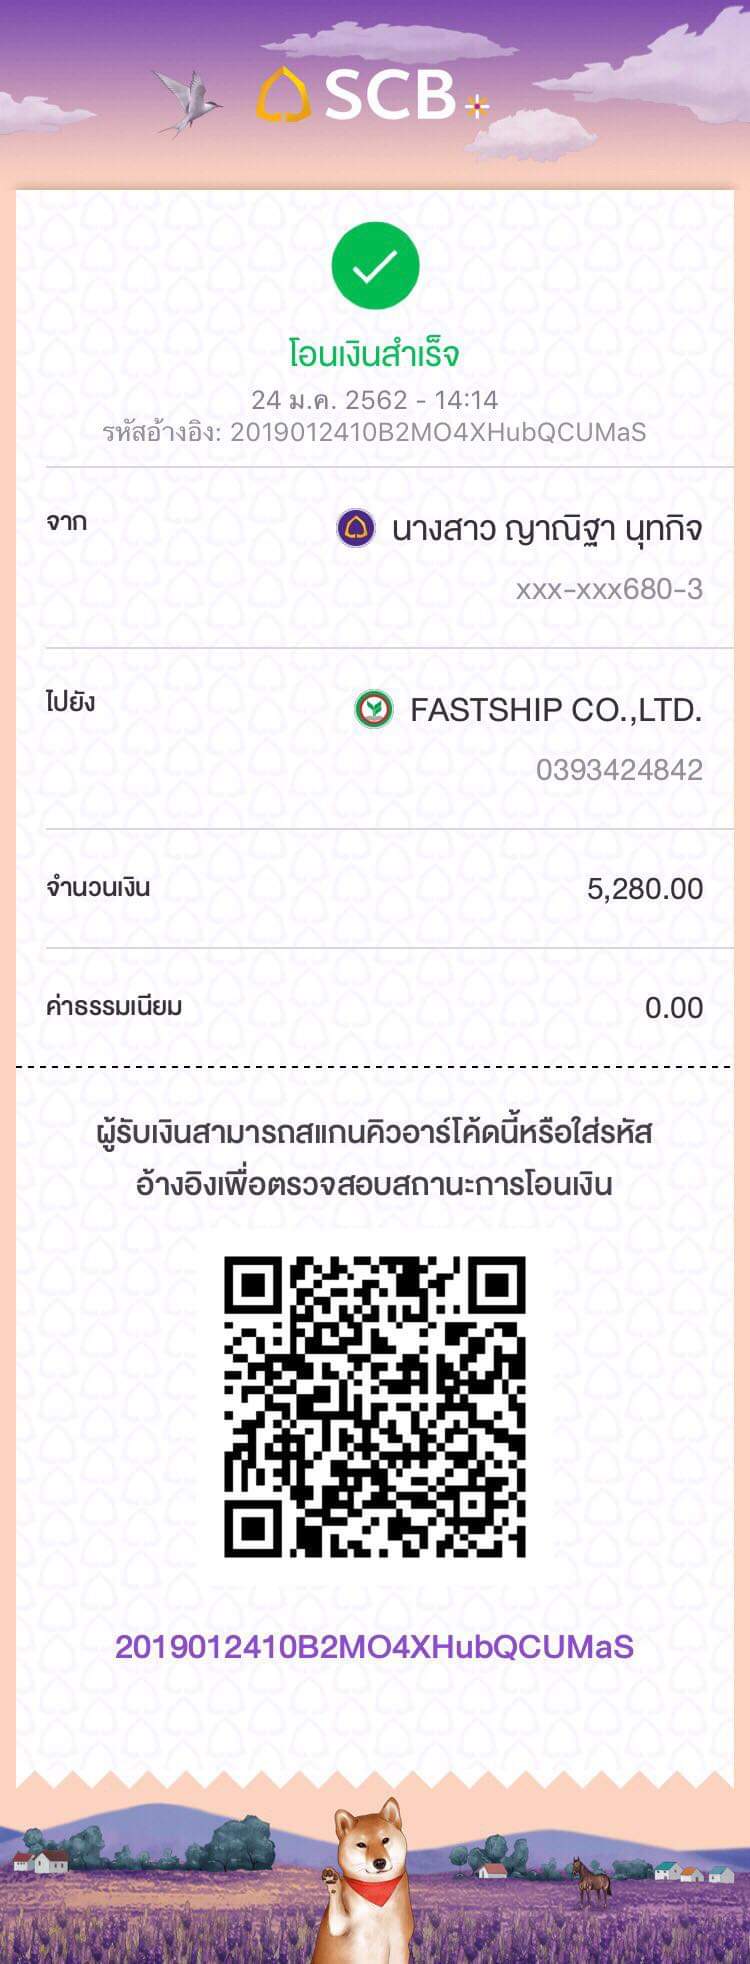 SCB
โอนเงินสำเร็จ
24 ม.ค. 2562 - 14:14
รหัสอ้างอิง: 2019012410B2MO4XHubQCUMaS
จาก
นางสาว ญาณิฐา นุทกิจ
xxx-xxx680-3
ไปยัง
FASTSHIP CO.,LTD.
0393424842
จำนวนเงิน
5,280.00
ค่าธรรมเนียม
0.00
ผู้รับเงินสามารถสแกนคิวอาร์โค้ดนี้หรือใส่รหัส
อ้างอิงเพื่อตรวจสอบสถานะการโอนเงิน
2019012410B2MO4XHubQCUMaS